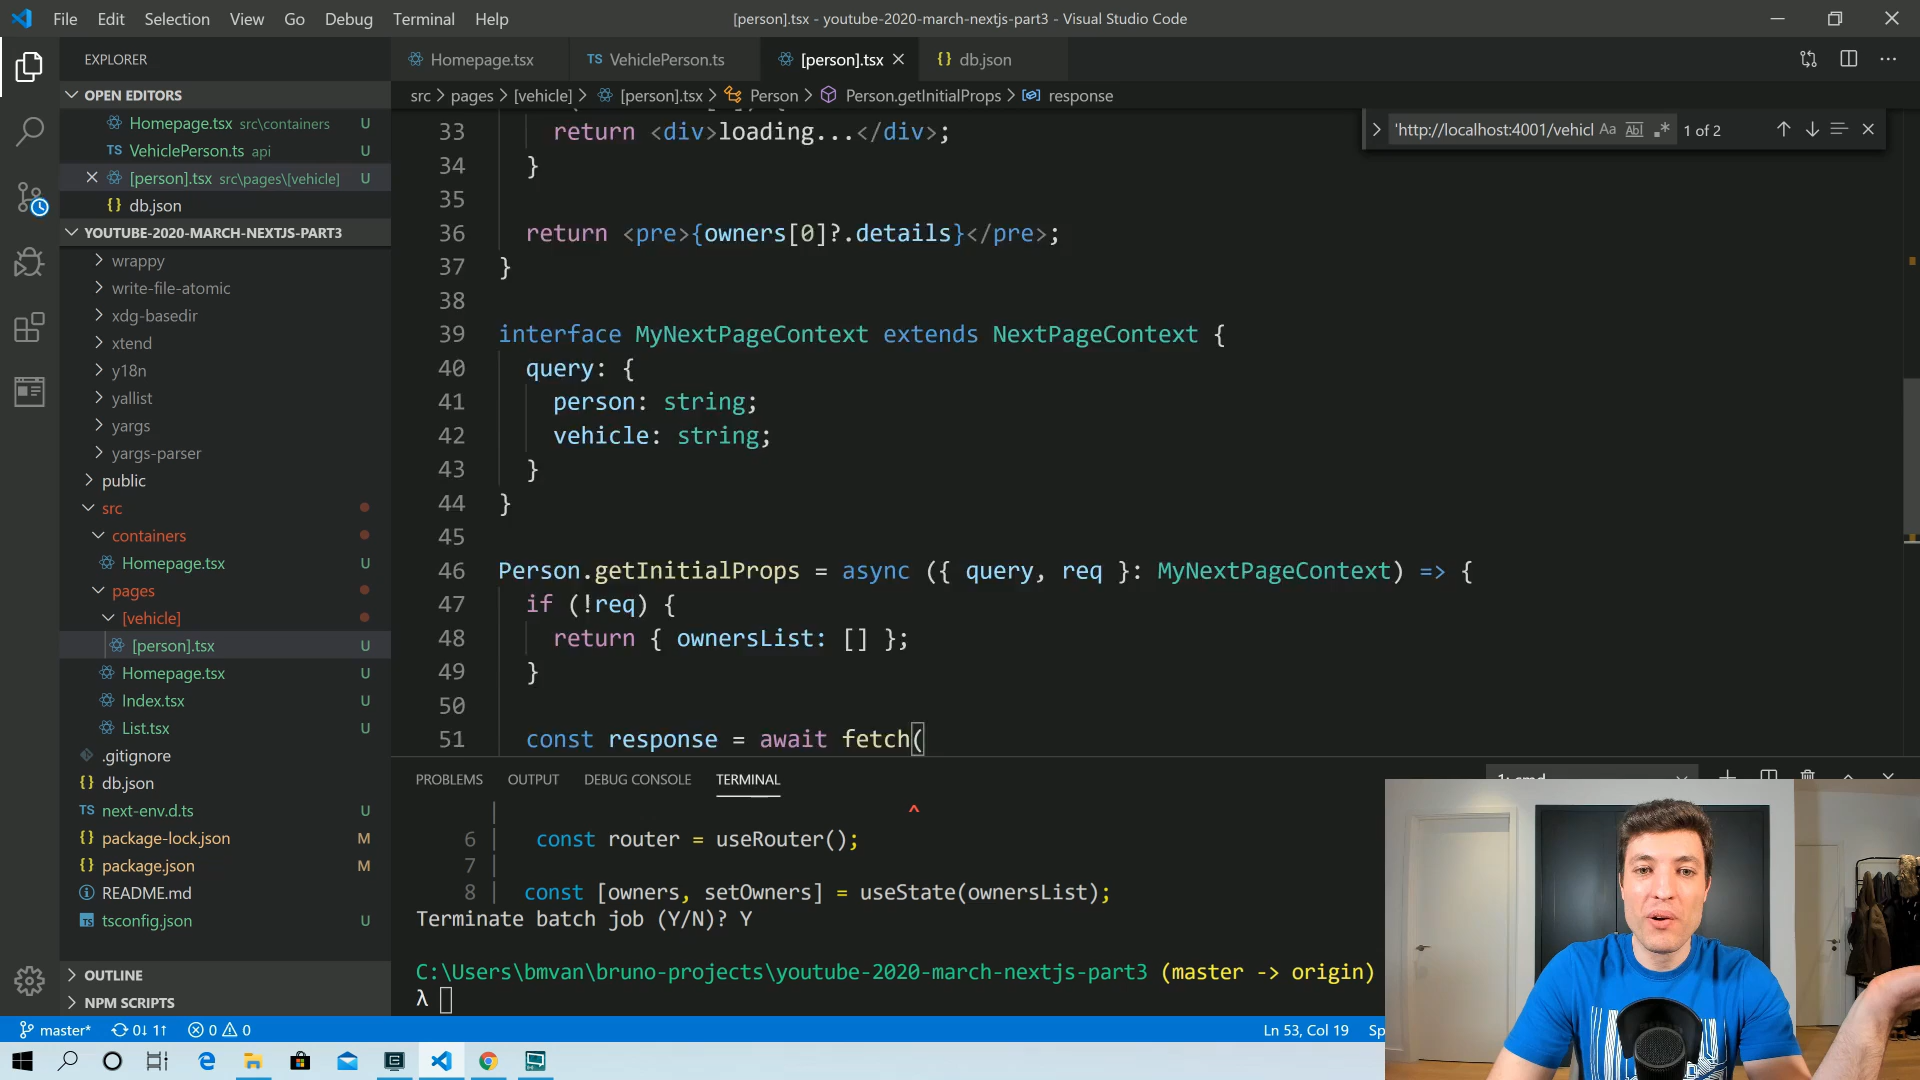 File Edit Selection View Go Debug Terminal Help
[person].tsx - youtube-2020-march-nextjs-part3 - Visual Studio Code
EXPLORER
OPEN EDITORS
Homepage.tsx src\containers U
VehiclePerson.ts api U
[person].tsx src\pages\[vehicle] U
db.json
YOUTUBE-2020-MARCH-NEXTJS-PART3
wrappy
write-file-atomic
xdg-basedir
xtend
y18n
yallist
yargs
yargs-parser
public
src
containers
Homepage.tsx U
pages
[vehicle]
[person].tsx U
Homepage.tsx U
Index.tsx U
List.tsx U
.gitignore
db.json
next-env.d.ts U
package-lock.json M
package.json M
README.md
tsconfig.json U
OUTLINE
NPM SCRIPTS
Homepage.tsx TS VehiclePerson.ts [person].tsx {} db.json
src > pages > [vehicle] > [person].tsx > Person > Person.getInitialProps > response
'http://localhost:4001/vehicl Aa Abl .* 1 of 2
33 return <div>loading...</div>;
34 }
35
36 return <pre>{owners[0]?.details}</pre>;
37 }
38
39 interface MyNextPageContext extends NextPageContext {
40 query: {
41 person: string;
42 vehicle: string;
43 }
44 }
45
46 Person.getInitialProps = async ({ query, req }: MyNextPageContext) => {
47 if (!req) {
48 return { ownersList: [] };
49 }
50
51 const response = await fetch(
PROBLEMS OUTPUT DEBUG CONSOLE TERMINAL
| ^
6 | const router = useRouter();
7 |
8 | const [owners, setOwners] = useState(ownersList);
Terminate batch job (Y/N)? Y
C:\Users\bmvan\bruno-projects\youtube-2020-march-nextjs-part3 (master -> origin)
λ
master* 0↓ 1↑ 0 0
Ln 53, Col 19